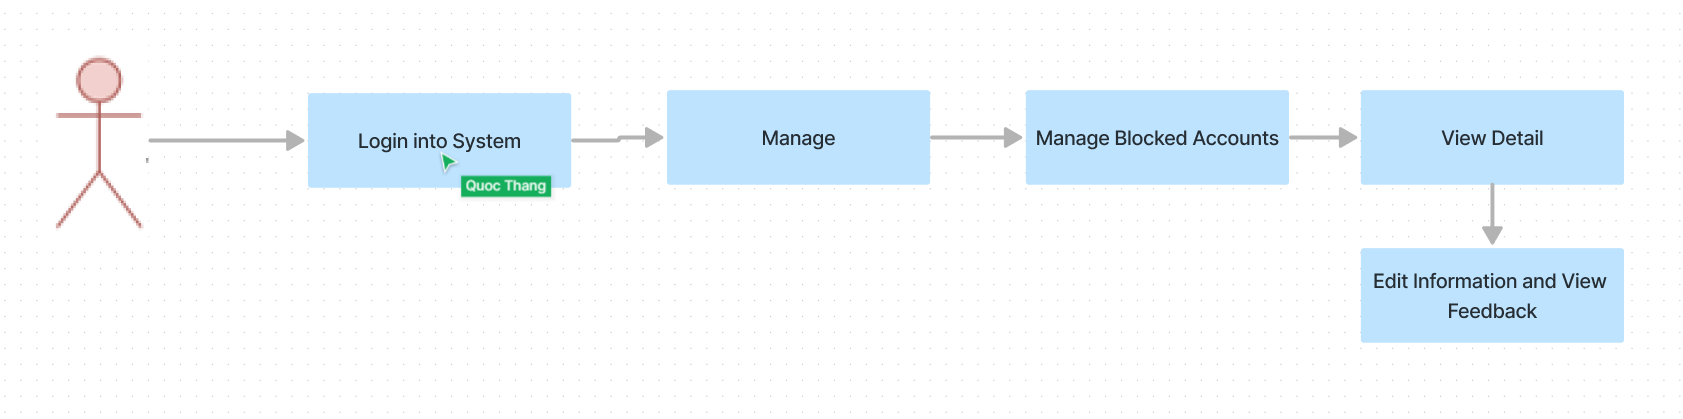 Login into System
Quoc Thang
Manage
Manage Blocked Accounts
View Detail
Edit Information and View
Feedback